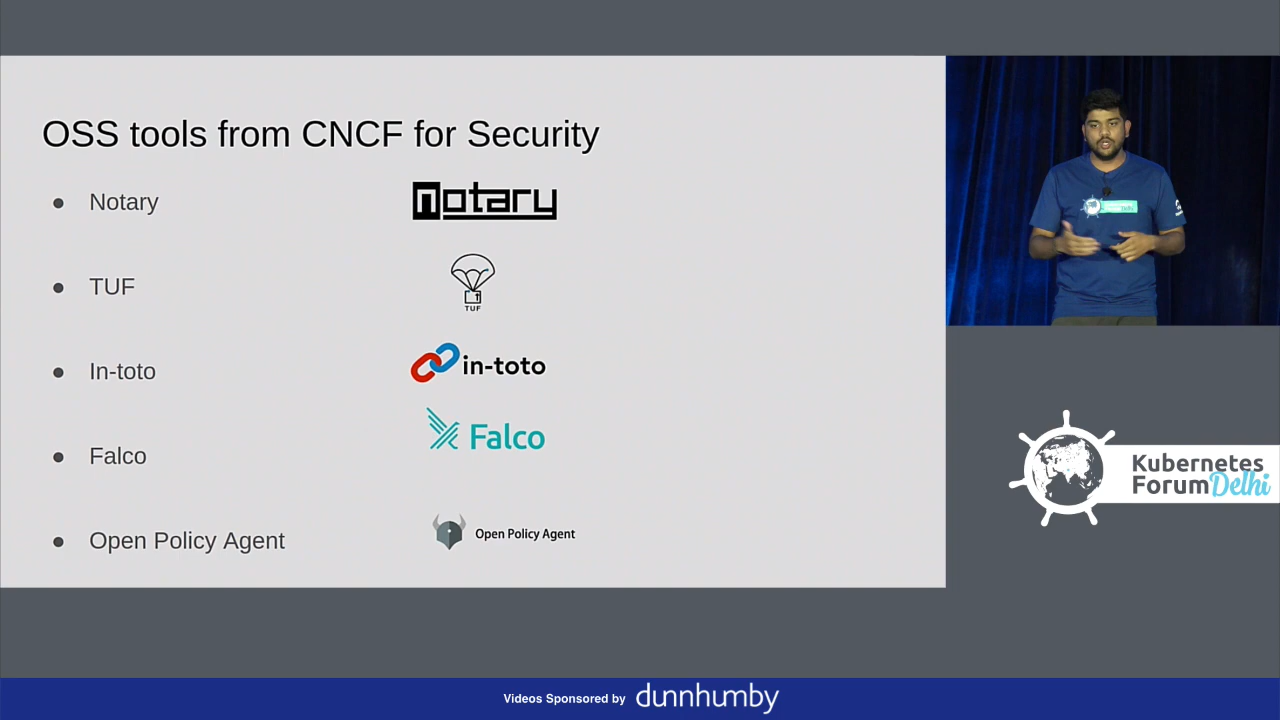 OSS tools from CNCF for Security
Notary
notary
TUF
TUF
In-toto
in-toto
Falco
Falco
Open Policy Agent
Open Policy Agent
Kubernetes
Forum Delhi
Videos Sponsored by dunnhumby